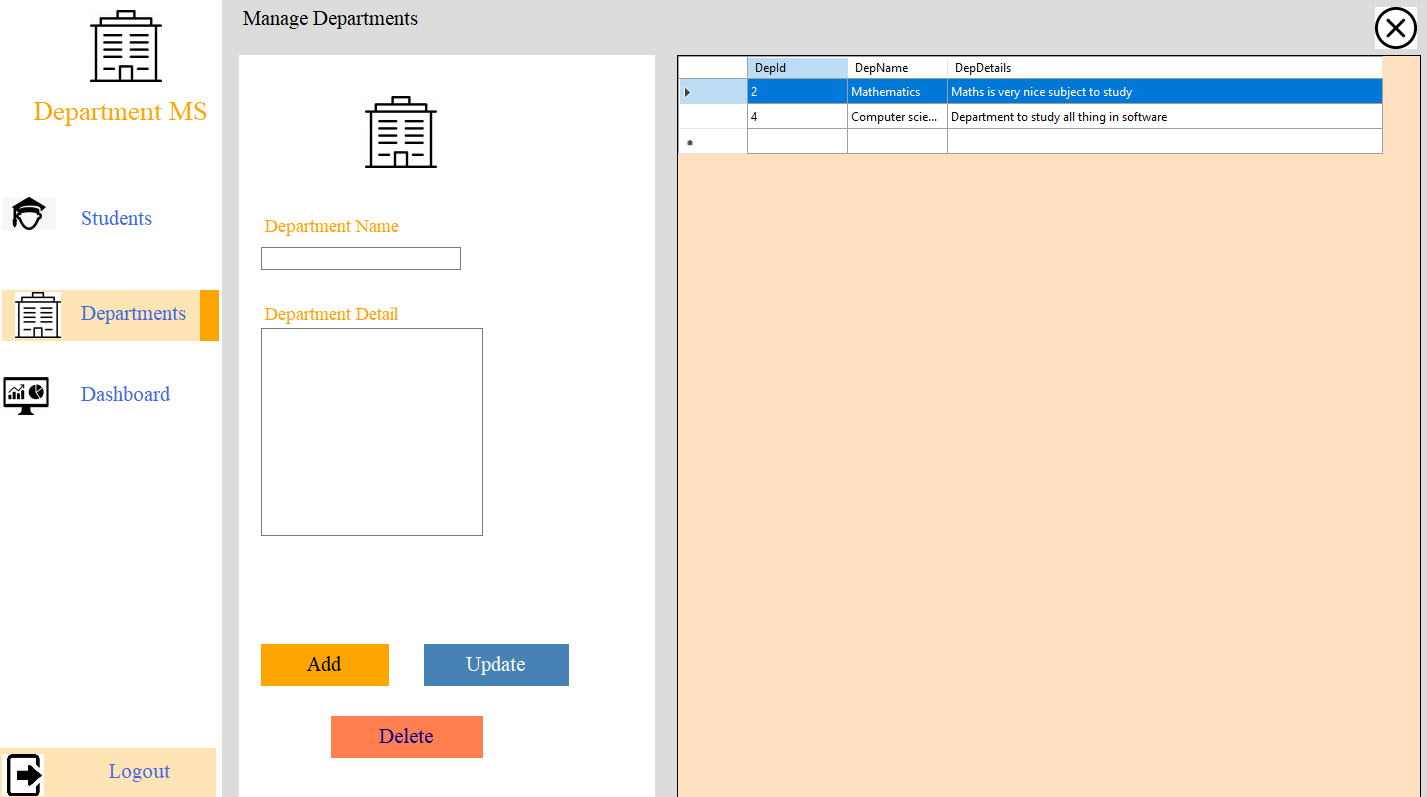 Manage Departments
Department MS
Students
Departments
Dashboard
Logout
Department Name
Department Detail
Add
Update
Delete
DepId DepName DepDetails
2 Mathematics Maths is very nice subject to study
4 Computer scie... Department to study all thing in software